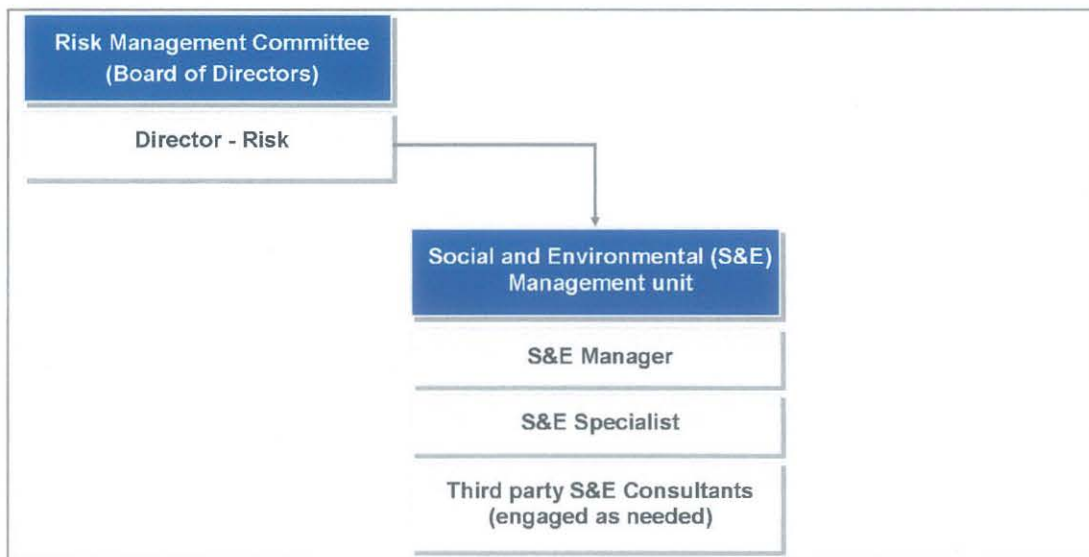 Risk Management Committee
(Board of Directors)
Director - Risk
Social and Environmental (S&E)
Management unit
S&E Manager
S&E Specialist
Third party S&E Consultants
(engaged as needed)